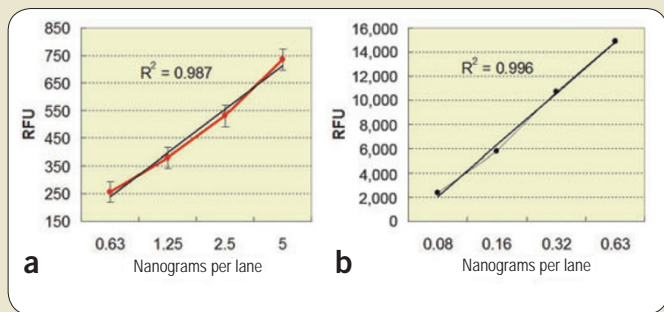 850
750
650
550
450
350
250
150
RFU
R² = 0.987
0.63 1.25 2.5 5
Nanograms per lane
a
16,000
14,000
12,000
10,000
8,000
6,000
4,000
2,000
0
RFU
R² = 0.996
0.08 0.16 0.32 0.63
Nanograms per lane
b